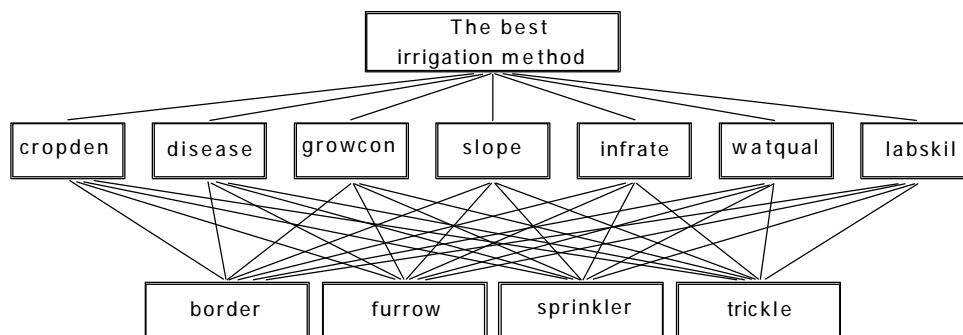 The best
irrigation method
cropden disease growcon slope infrate watqual labskil
border furrow sprinkler trickle